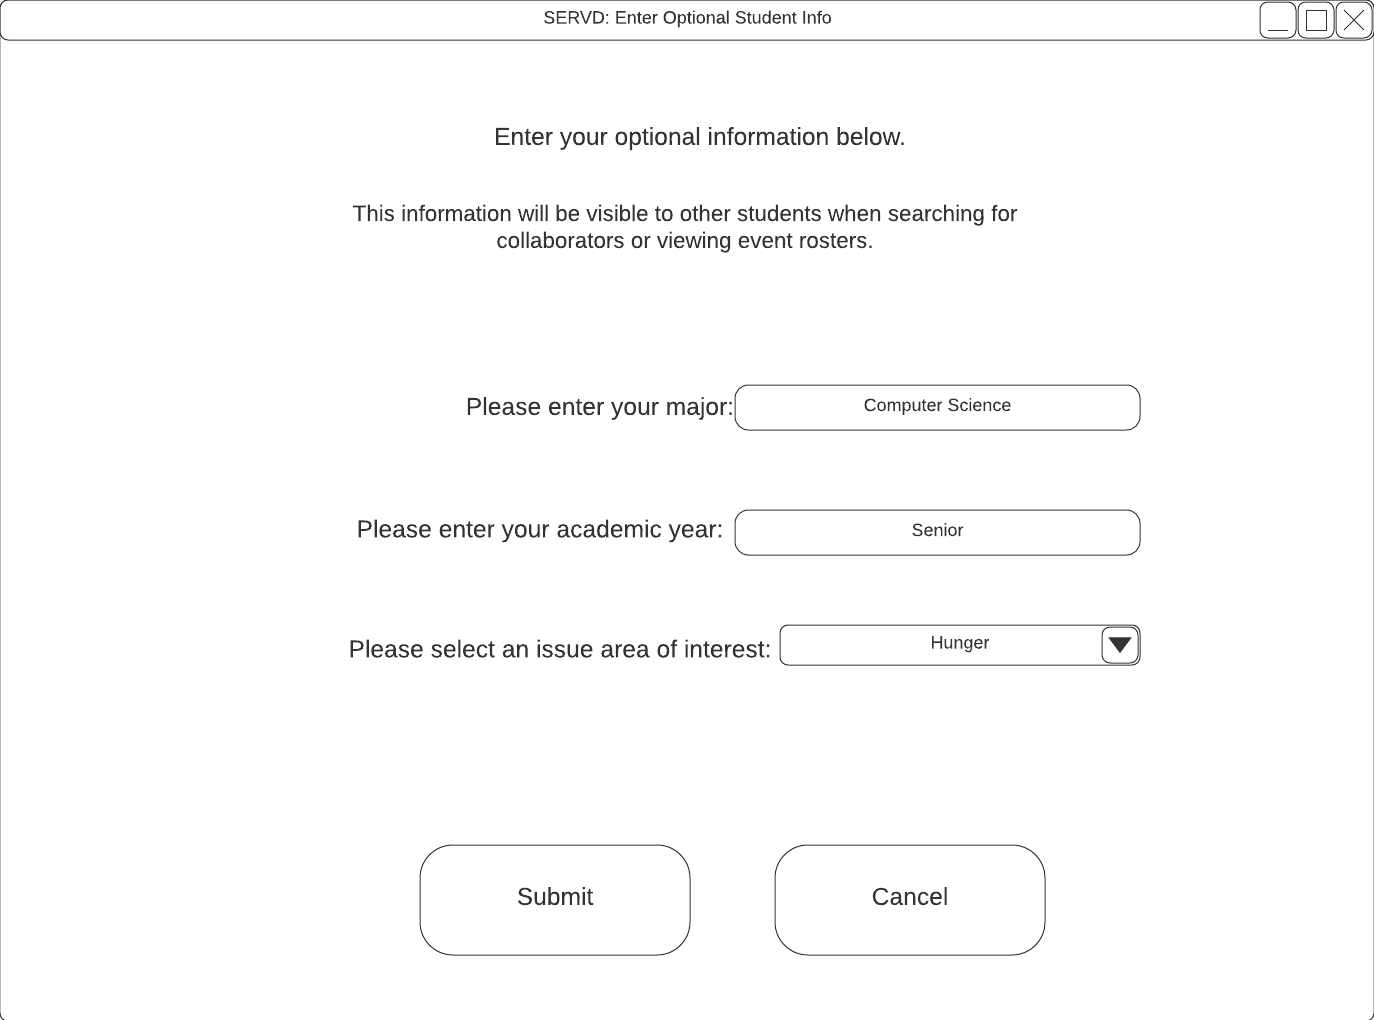 SERVD: Enter Optional Student Info
Enter your optional information below.
This information will be visible to other students when searching for
collaborators or viewing event rosters.
Please enter your major: Computer Science
Please enter your academic year: Senior
Please select an issue area of interest: Hunger
Submit Cancel